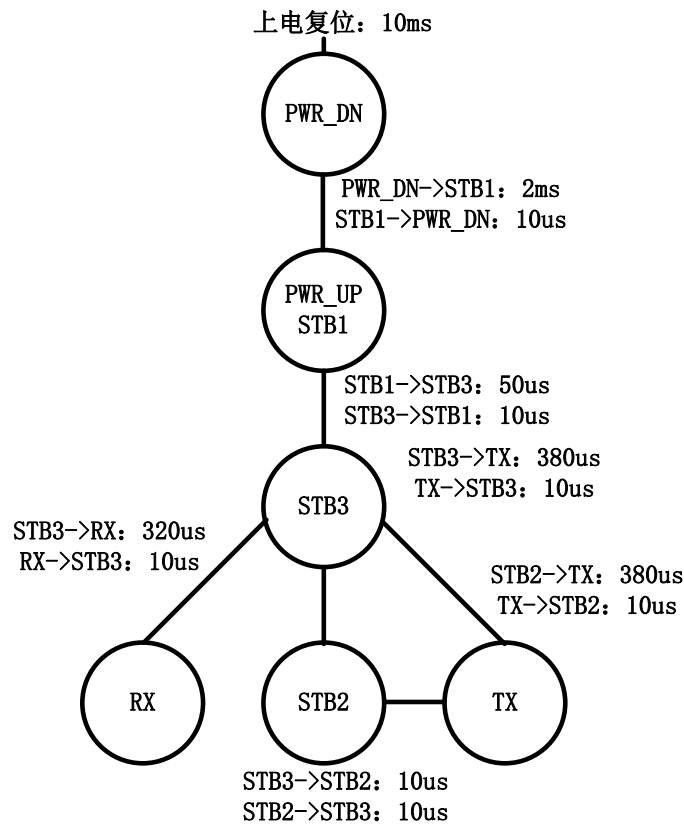 上电复位：10ms
PWR_DN
PWR_DN->STB1：2ms
STB1->PWR_DN：10us
PWR_UP
STB1
STB1->STB3：50us
STB3->STB1：10us
STB3->TX：380us
TX->STB3：10us
STB3
STB3->RX：320us
RX->STB3：10us
STB2->TX：380us
TX->STB2：10us
RX
STB2
TX
STB3->STB2：10us
STB2->STB3：10us